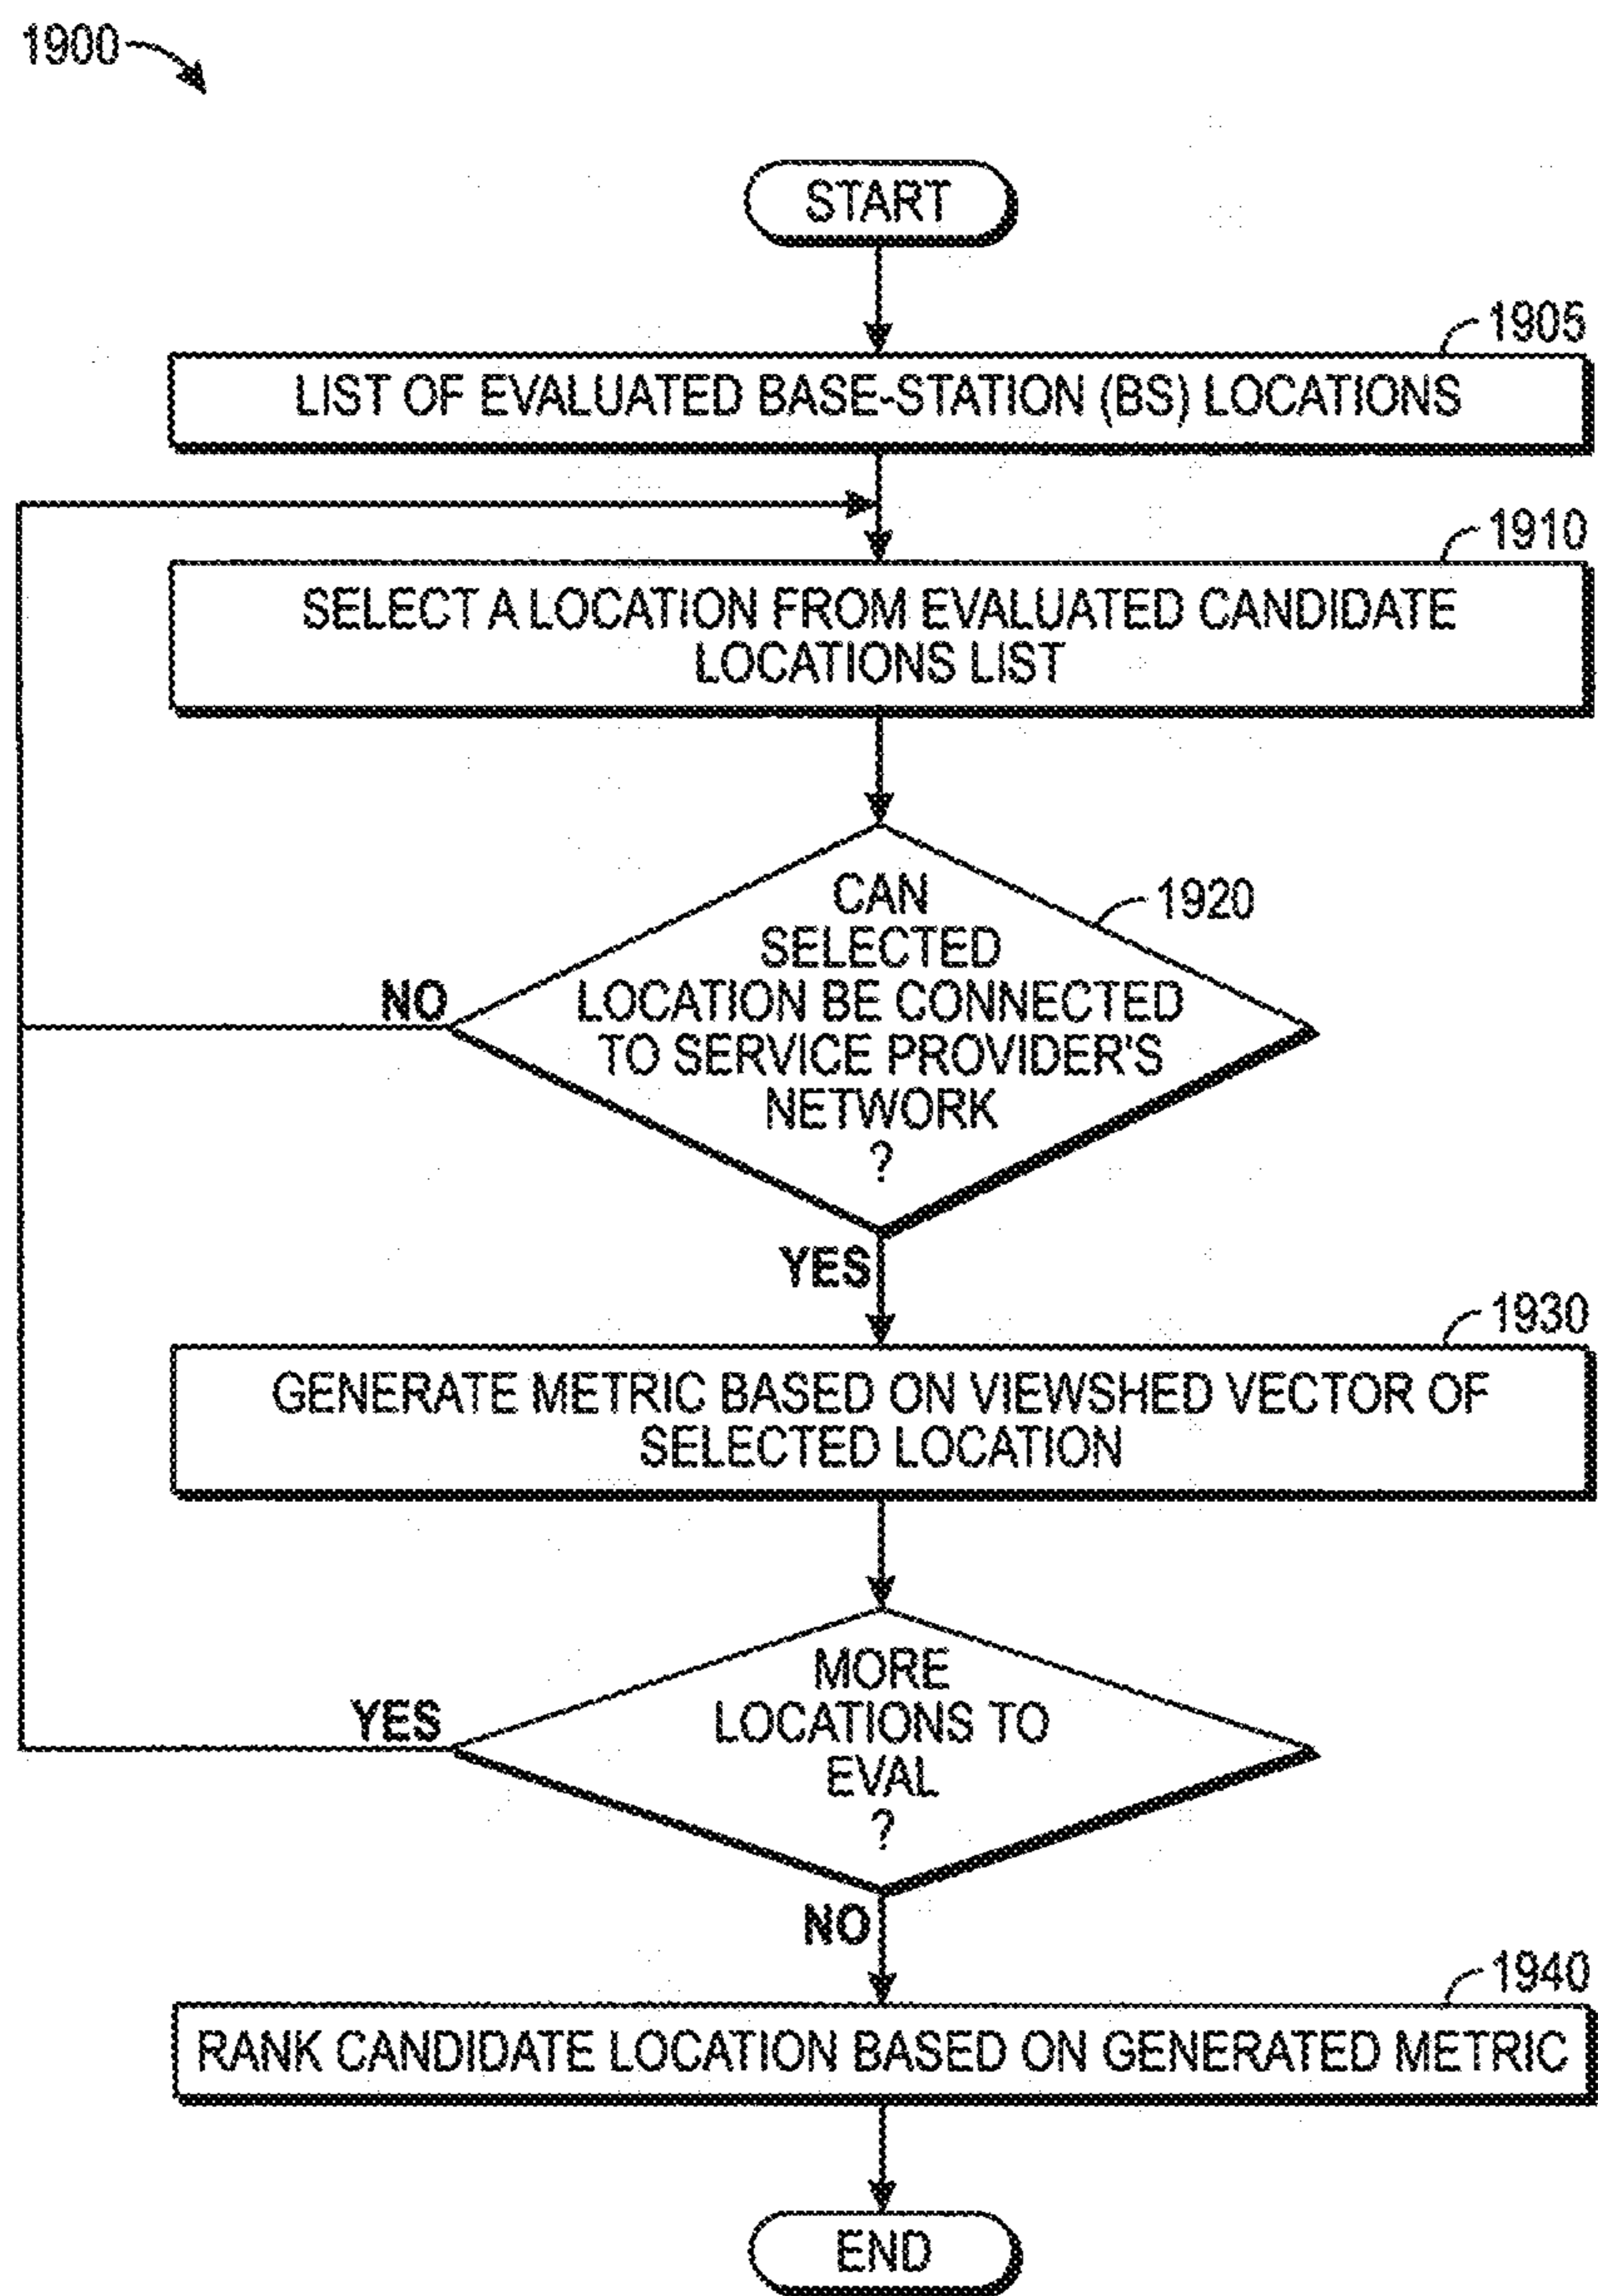 1900
START
1905
LIST OF EVALUATED BASE-STATION (BS) LOCATIONS
1910
SELECT A LOCATION FROM EVALUATED CANDIDATE
LOCATIONS LIST
CAN
SELECTED
LOCATION BE CONNECTED
TO SERVICE PROVIDER'S
NETWORK
?
1920
NO
YES
1930
GENERATE METRIC BASED ON VIEWSHED VECTOR OF
SELECTED LOCATION
MORE
LOCATIONS TO
EVAL
?
YES
NO
1940
RANK CANDIDATE LOCATION BASED ON GENERATED METRIC
END